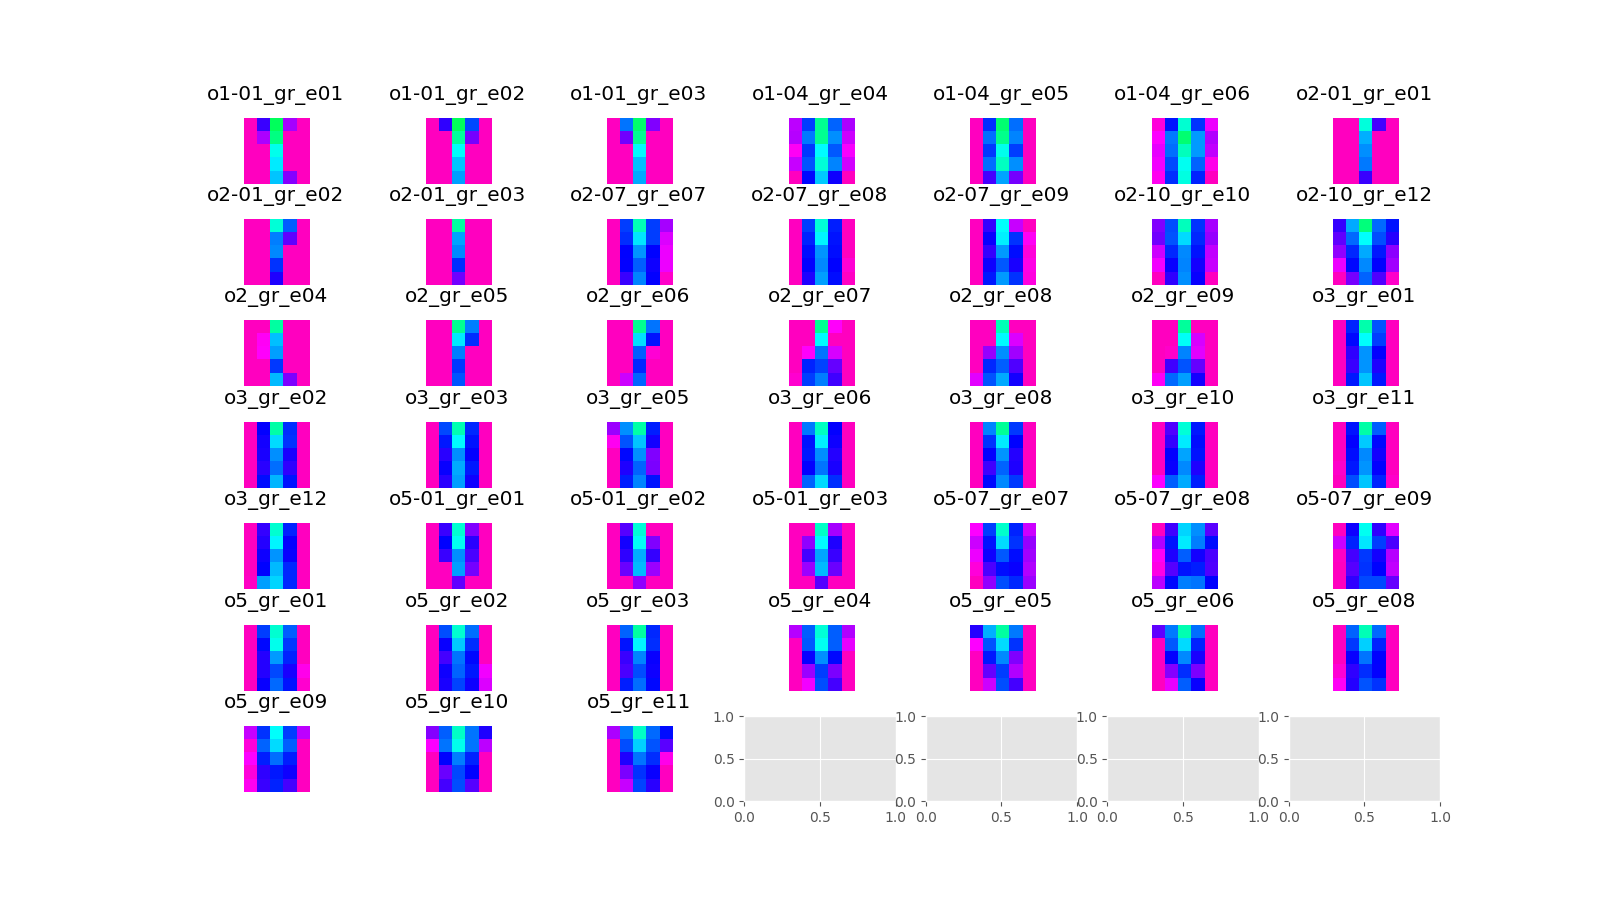 o1-01_gr_e01 o1-01_gr_e02 o1-01_gr_e03 o1-04_gr_e04 o1-04_gr_e05 o1-04_gr_e06 o2-01_gr_e01
o2-01_gr_e02 o2-01_gr_e03 o2-07_gr_e07 o2-07_gr_e08 o2-07_gr_e09 o2-10_gr_e10 o2-10_gr_e12
o2_gr_e04 o2_gr_e05 o2_gr_e06 o2_gr_e07 o2_gr_e08 o2_gr_e09 o3_gr_e01
o3_gr_e02 o3_gr_e03 o3_gr_e05 o3_gr_e06 o3_gr_e08 o3_gr_e10 o3_gr_e11
o3_gr_e12 o5-01_gr_e01 o5-01_gr_e02 o5-01_gr_e03 o5-07_gr_e07 o5-07_gr_e08 o5-07_gr_e09
o5_gr_e01 o5_gr_e02 o5_gr_e03 o5_gr_e04 o5_gr_e05 o5_gr_e06 o5_gr_e08
o5_gr_e09 o5_gr_e10 o5_gr_e11
1.0 1.0 1.0 1.0
0.5 0.5 0.5 0.5
0.0 0.0 0.0 0.0
0.0 0.5 1.0 0.0 0.5 1.0 0.0 0.5 1.0 0.0 0.5 1.0